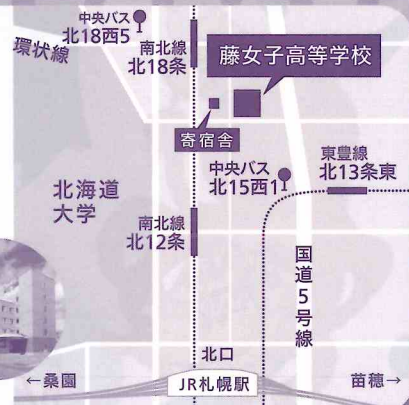 中央バス
北18西5
環状線
南北線
北18条
藤女子高等学校
寄宿舎
中央バス
北15西1
東豊線
北13条東
北海道
大学
南北線
北12条
国道5号線
北口
←桑園
JR札幌駅
苗穂→